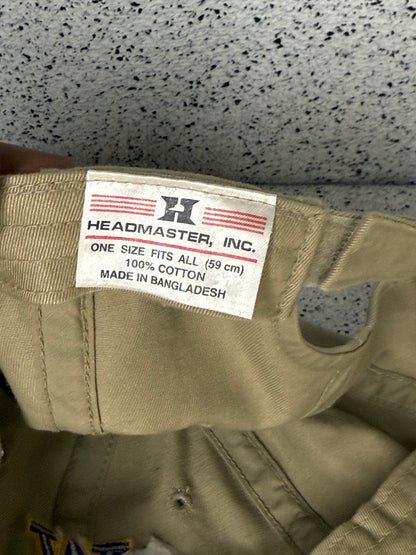 H
HEADMASTER, INC.
ONE SIZE FITS ALL (59 cm)
100% COTTON
MADE IN BANGLADESH